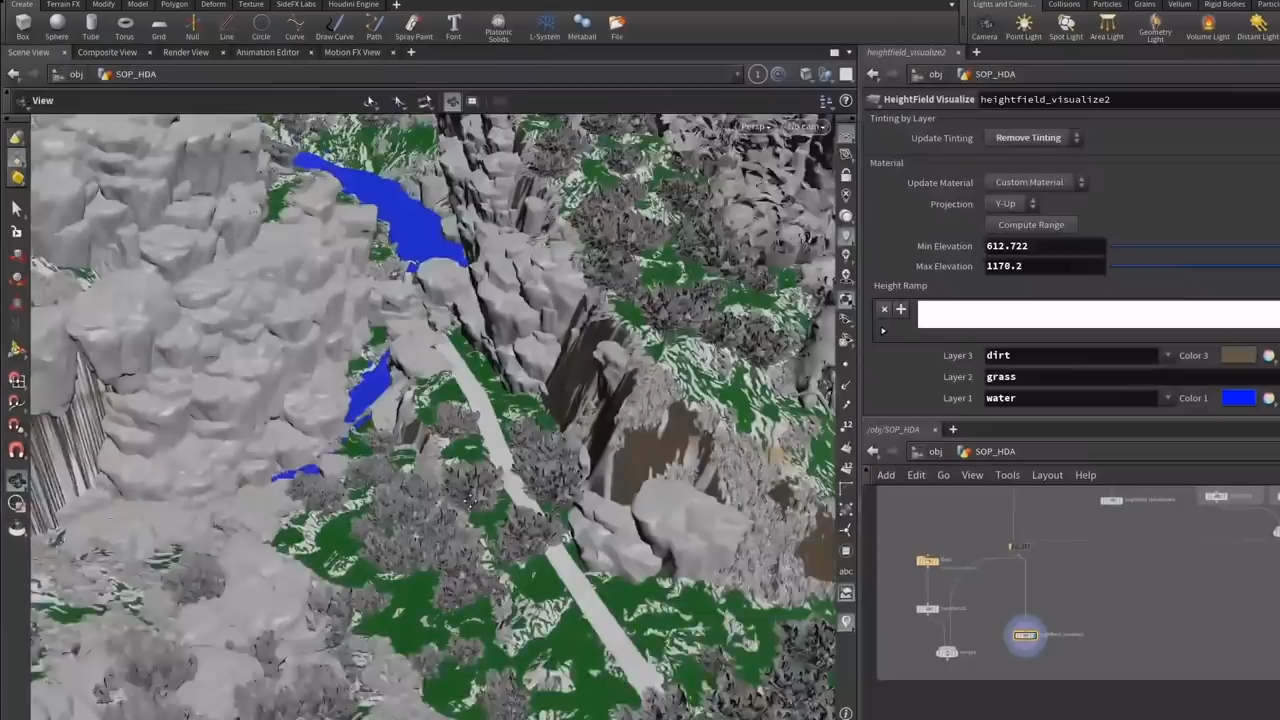 Create Terrain FX Modify Model Polygon Deform Texture SideFX Labs Houdini Engine
Lights and Came... Collisions Particles Grains Vellum Rigid Bodies
Box Sphere Tube Torus Grid Null Line Circle Curve Draw Curve Path Spray Paint Font Platonic Solids L-System Metaball File
Camera Point Light Spot Light Area Light Geometry Light Volume Light Distant Light
Scene View Composite View Render View Animation Editor Motion FX View
heightfield_visualize2
obj SOP_HDA
1
obj SOP_HDA
View
HeightField Visualize heightfield_visualize2
Persp No cam
Tinting by Layer
Update Tinting Remove Tinting
Material
Update Material Custom Material
Projection Y-Up
Compute Range
Min Elevation 612.722
Max Elevation 1170.2
Height Ramp
Layer 3 dirt Color 3
Layer 2 grass
Layer 1 water Color 1
/obj/SOP_HDA
obj SOP_HDA
Add Edit Go View Tools Layout Help
12
12
abc